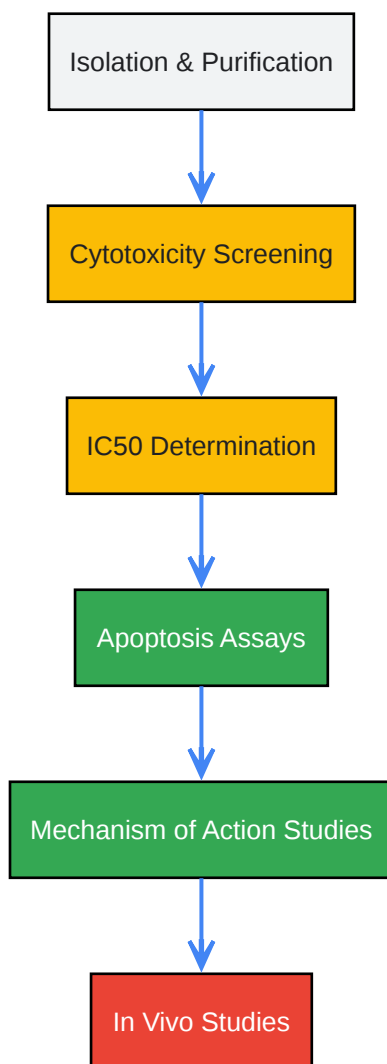 Isolation & Purification
Cytotoxicity Screening
IC50 Determination
Apoptosis Assays
Mechanism of Action Studies
In Vivo Studies